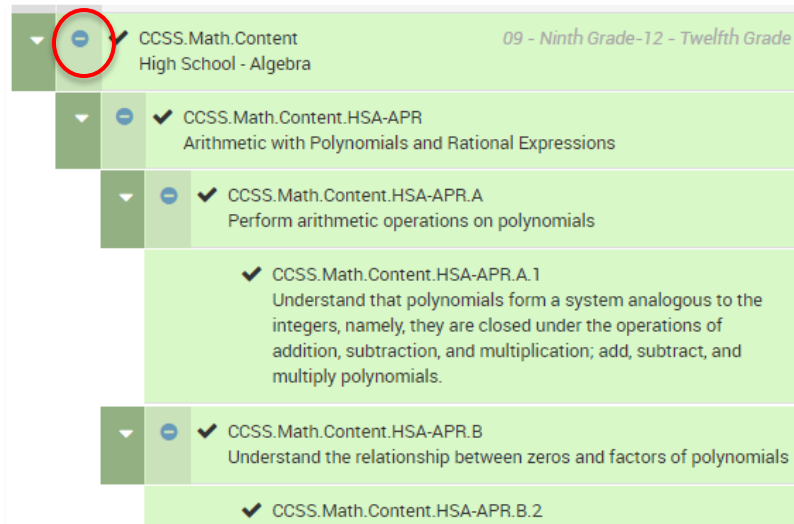 CCSS.Math.Content 09 - Ninth Grade-12 - Twelfth Grade
High School - Algebra
CCSS.Math.Content.HSA-APR
Arithmetic with Polynomials and Rational Expressions
CCSS.Math.Content.HSA-APR.A
Perform arithmetic operations on polynomials
CCSS.Math.Content.HSA-APR.A.1
Understand that polynomials form a system analogous to the
integers, namely, they are closed under the operations of
addition, subtraction, and multiplication; add, subtract, and
multiply polynomials.
CCSS.Math.Content.HSA-APR.B
Understand the relationship between zeros and factors of polynomials
CCSS.Math.Content.HSA-APR.B.2